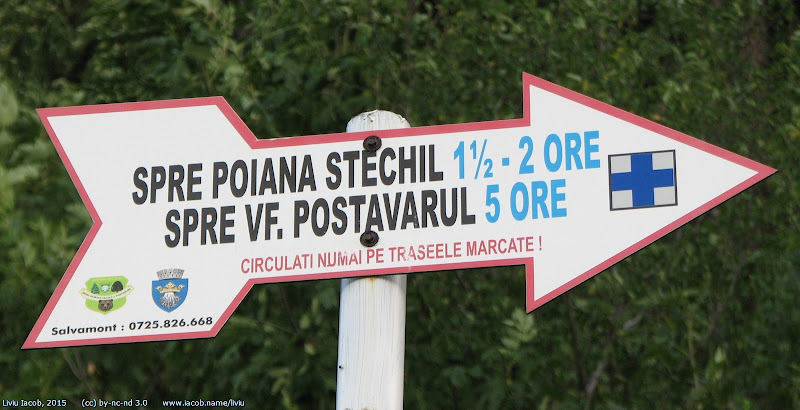 SPRE POIANA STECHIL 1½ - 2 ORE
SPRE VF. POSTAVARUL 5 ORE
CIRCULATI NUMAI PE TRASEELE MARCATE !
Salvamont : 0725.826.668
Liviu Iacob, 2015 (cc) by-nc-nd 3.0 www.iacob.name/liviu